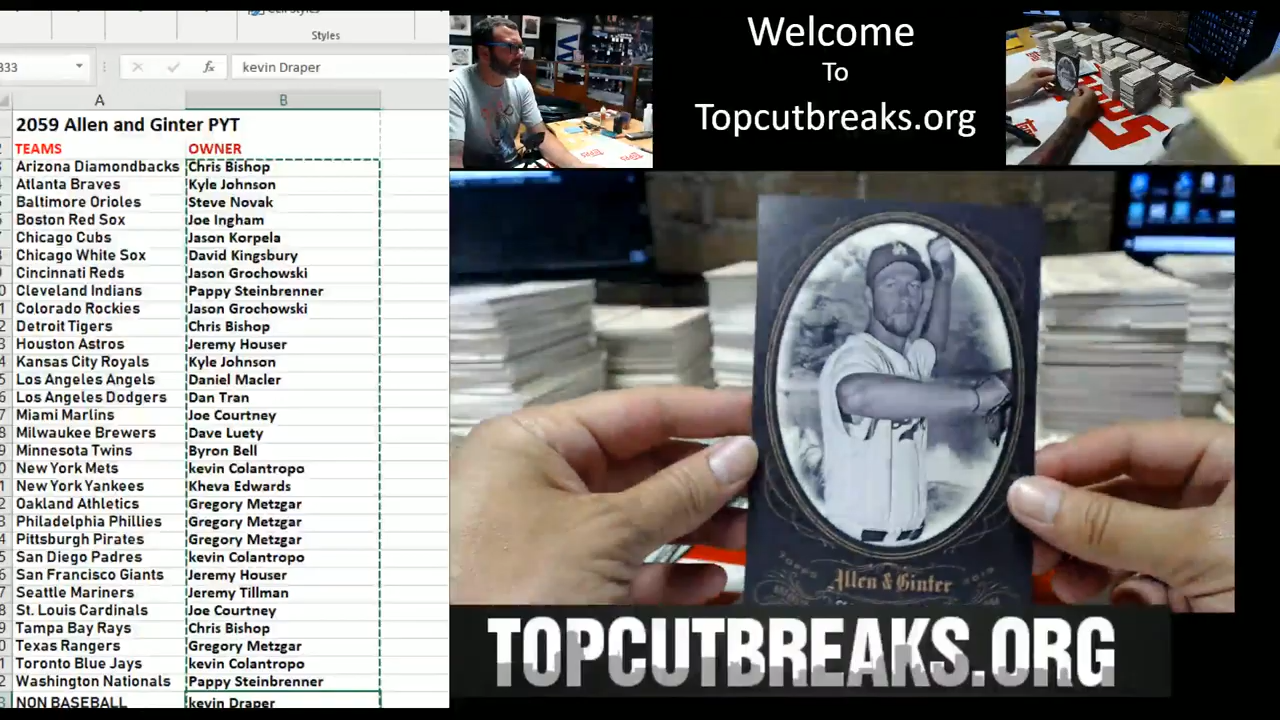 Styles
333
kevin Draper
A
B
2059 Allen and Ginter PYT
TEAMS OWNER
Arizona Diamondbacks Chris Bishop
Atlanta Braves Kyle Johnson
Baltimore Orioles Steve Novak
Boston Red Sox Joe Ingham
Chicago Cubs Jason Korpela
Chicago White Sox David Kingsbury
Cincinnati Reds Jason Grochowski
Cleveland Indians Pappy Steinbrenner
Colorado Rockies Jason Grochowski
Detroit Tigers Chris Bishop
Houston Astros Jeremy Houser
Kansas City Royals Kyle Johnson
Los Angeles Angels Daniel Macler
Los Angeles Dodgers Dan Tran
Miami Marlins Joe Courtney
Milwaukee Brewers Dave Luety
Minnesota Twins Byron Bell
New York Mets kevin Colantropo
New York Yankees Kheva Edwards
Oakland Athletics Gregory Metzgar
Philadelphia Phillies Gregory Metzgar
Pittsburgh Pirates Gregory Metzgar
San Diego Padres kevin Colantropo
San Francisco Giants Jeremy Houser
Seattle Mariners Jeremy Tillman
St. Louis Cardinals Joe Courtney
Tampa Bay Rays Chris Bishop
Texas Rangers Gregory Metzgar
Toronto Blue Jays kevin Colantropo
Washington Nationals Pappy Steinbrenner
NON BASEBALL kevin Draper
Welcome
To
Topcutbreaks.org
Allen & Ginter
TOPCUTBREAKS.ORG